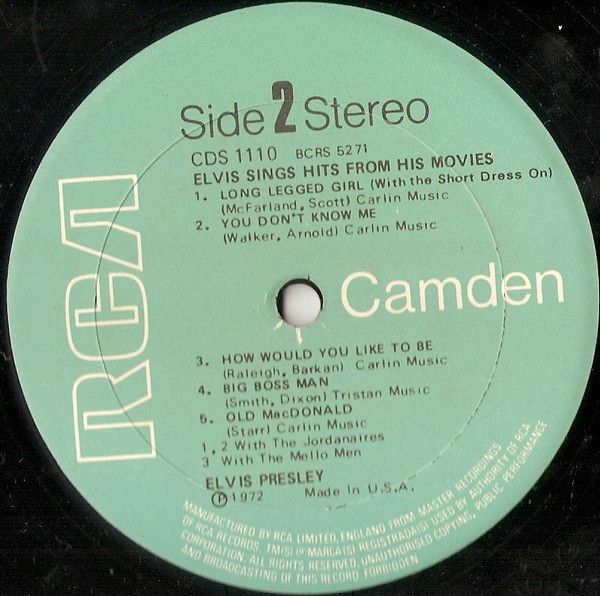 Side 2 Stereo
CDS 1110 BCRS 5271
ELVIS SINGS HITS FROM HIS MOVIES
1. LONG LEGGED GIRL (With the Short Dress On)
(McFarland, Scott) Carlin Music
2. YOU DON'T KNOW ME
(Walker, Arnold) Carlin Music
RCA
Camden
3. HOW WOULD YOU LIKE TO BE
(Raleigh, Barkan) Carlin Music
4. BIG BOSS MAN
(Smith, Dixon) Tristan Music
5. OLD MacDONALD
(Starr) Carlin Music
1, 2 With The Jordanaires
3 With The Mello Men
ELVIS PRESLEY
℗ 1972 Made In U.S.A.
MANUFACTURED BY RCA LIMITED, ENGLAND FROM MASTER RECORDINGS
OF RCA RECORDS. TM(S) ® MARCA(S) REGISTRADA(S) USED BY AUTHORITY OF RCA
CORPORATION. ALL RIGHTS RESERVED. UNAUTHORISED COPYING, PUBLIC PERFORMANCE
AND BROADCASTING OF THIS RECORD FORBIDDEN